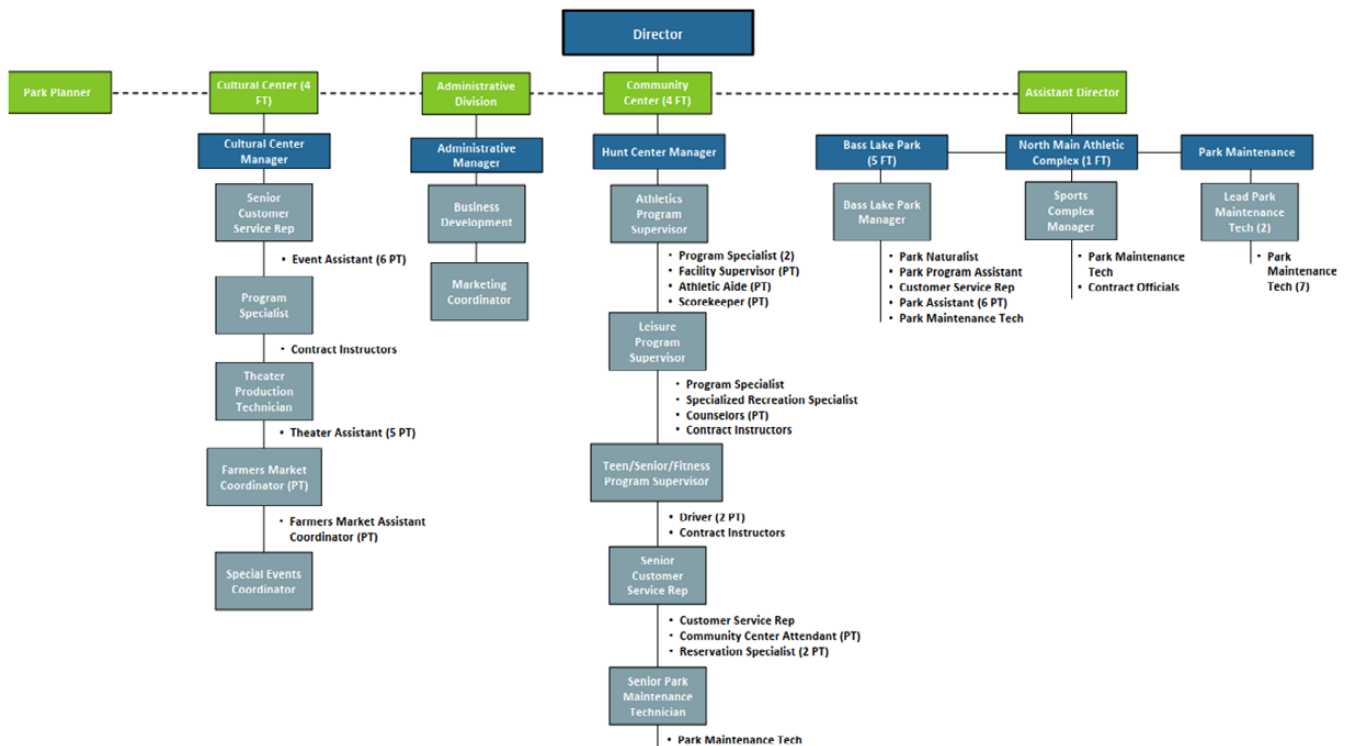 Director
Park Planner
Cultural Center (4
FT)
Administrative
Division
Community
Center (4 FT)
Assistant Director
Cultural Center
Manager
Administrative
Manager
Hunt Center Manager
Bass Lake Park
(5 FT)
North Main Athletic
Complex (1 FT)
Park Maintenance
Senior
Customer
Service Rep
• Event Assistant (6 PT)
Program
Specialist
• Contract Instructors
Theater
Production
Technician
• Theater Assistant (5 PT)
Farmers Market
Coordinator (PT)
• Farmers Market Assistant
Coordinator (PT)
Special Events
Coordinator
Business
Development
Marketing
Coordinator
Athletics
Program
Supervisor
• Program Specialist (2)
• Facility Supervisor (PT)
• Athletic Aide (PT)
• Scorekeeper (PT)
Leisure
Program
Supervisor
• Program Specialist
• Specialized Recreation Specialist
• Counselors (PT)
• Contract Instructors
Teen/Senior/Fitness
Program Supervisor
• Driver (2 PT)
• Contract Instructors
Senior
Customer
Service Rep
• Customer Service Rep
• Community Center Attendant (PT)
• Reservation Specialist (2 PT)
Senior Park
Maintenance
Technician
• Park Maintenance Tech
Bass Lake Park
Manager
• Park Naturalist
• Park Program Assistant
• Customer Service Rep
• Park Assistant (6 PT)
• Park Maintenance Tech
Sports
Complex
Manager
• Park Maintenance
Tech
• Contract Officials
Lead Park
Maintenance
Tech (2)
• Park
Maintenance
Tech (7)